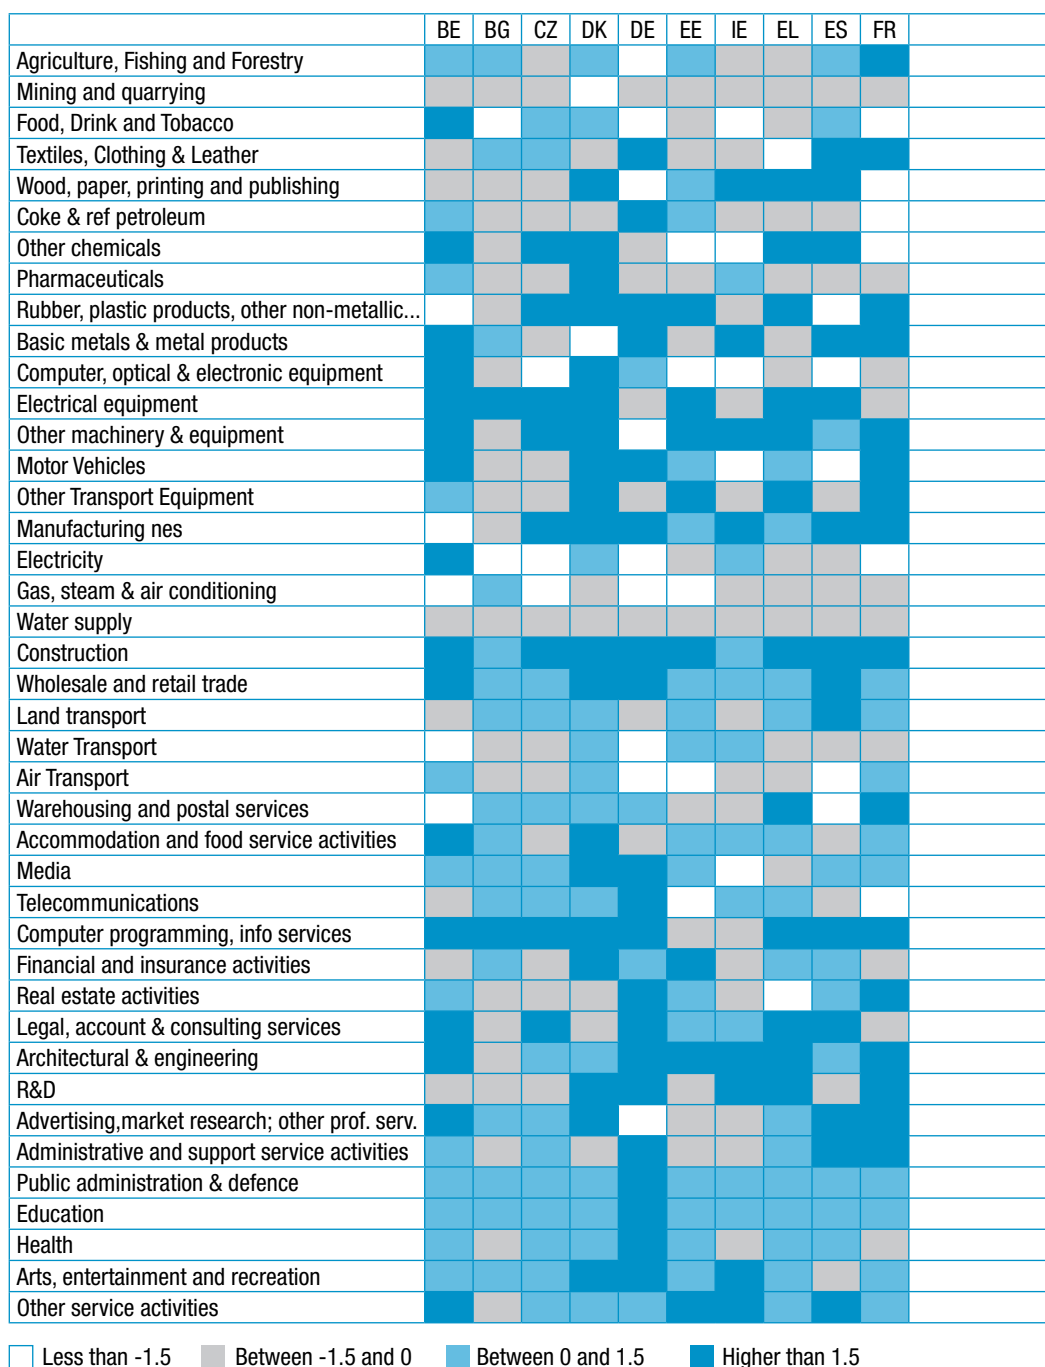 BE BG CZ DK DE EE IE EL ES FR
Agriculture, Fishing and Forestry
Mining and quarrying
Food, Drink and Tobacco
Textiles, Clothing & Leather
Wood, paper, printing and publishing
Coke & ref petroleum
Other chemicals
Pharmaceuticals
Rubber, plastic products, other non-metallic...
Basic metals & metal products
Computer, optical & electronic equipment
Electrical equipment
Other machinery & equipment
Motor Vehicles
Other Transport Equipment
Manufacturing nes
Electricity
Gas, steam & air conditioning
Water supply
Construction
Wholesale and retail trade
Land transport
Water Transport
Air Transport
Warehousing and postal services
Accommodation and food service activities
Media
Telecommunications
Computer programming, info services
Financial and insurance activities
Real estate activities
Legal, account & consulting services
Architectural & engineering
R&D
Advertising,market research; other prof. serv.
Administrative and support service activities
Public administration & defence
Education
Health
Arts, entertainment and recreation
Other service activities
Less than -1.5 Between -1.5 and 0 Between 0 and 1.5 Higher than 1.5